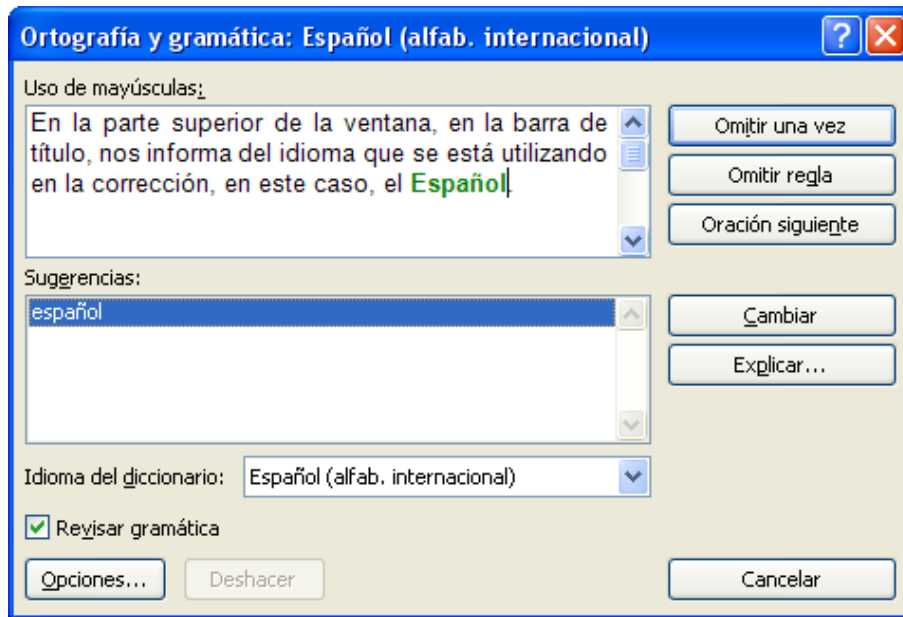 Ortografía y gramática: Español (alfab. internacional)
Uso de mayúsculas:
En la parte superior de la ventana, en la barra de
título, nos informa del idioma que se está utilizando
en la corrección, en este caso, el Español.
Omitir una vez
Omitir regla
Oración siguiente
Sugerencias:
español
Cambiar
Explicar...
Idioma del diccionario: Español (alfab. internacional)
Revisar gramática
Opciones... Deshacer Cancelar